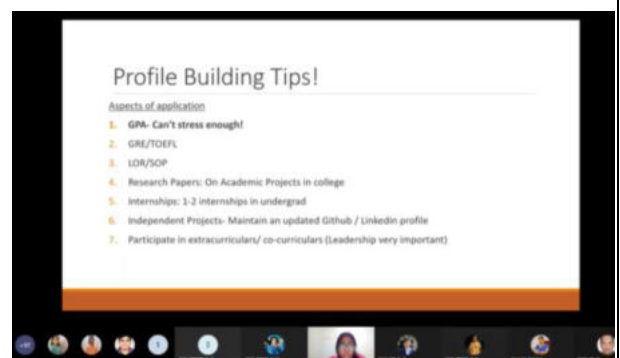 Profile Building Tips!
Aspects of application
1. GPA- Can't stress enough!
2. GRE/TOEFL
3. LOR/SOP
4. Research Papers: On Academic Projects in college
5. Internships: 1-2 internships in undergrad
6. Independent Projects- Maintain an updated Github / Linkedin profile
7. Participate in extracurriculars/ co-curriculars (Leadership very important)